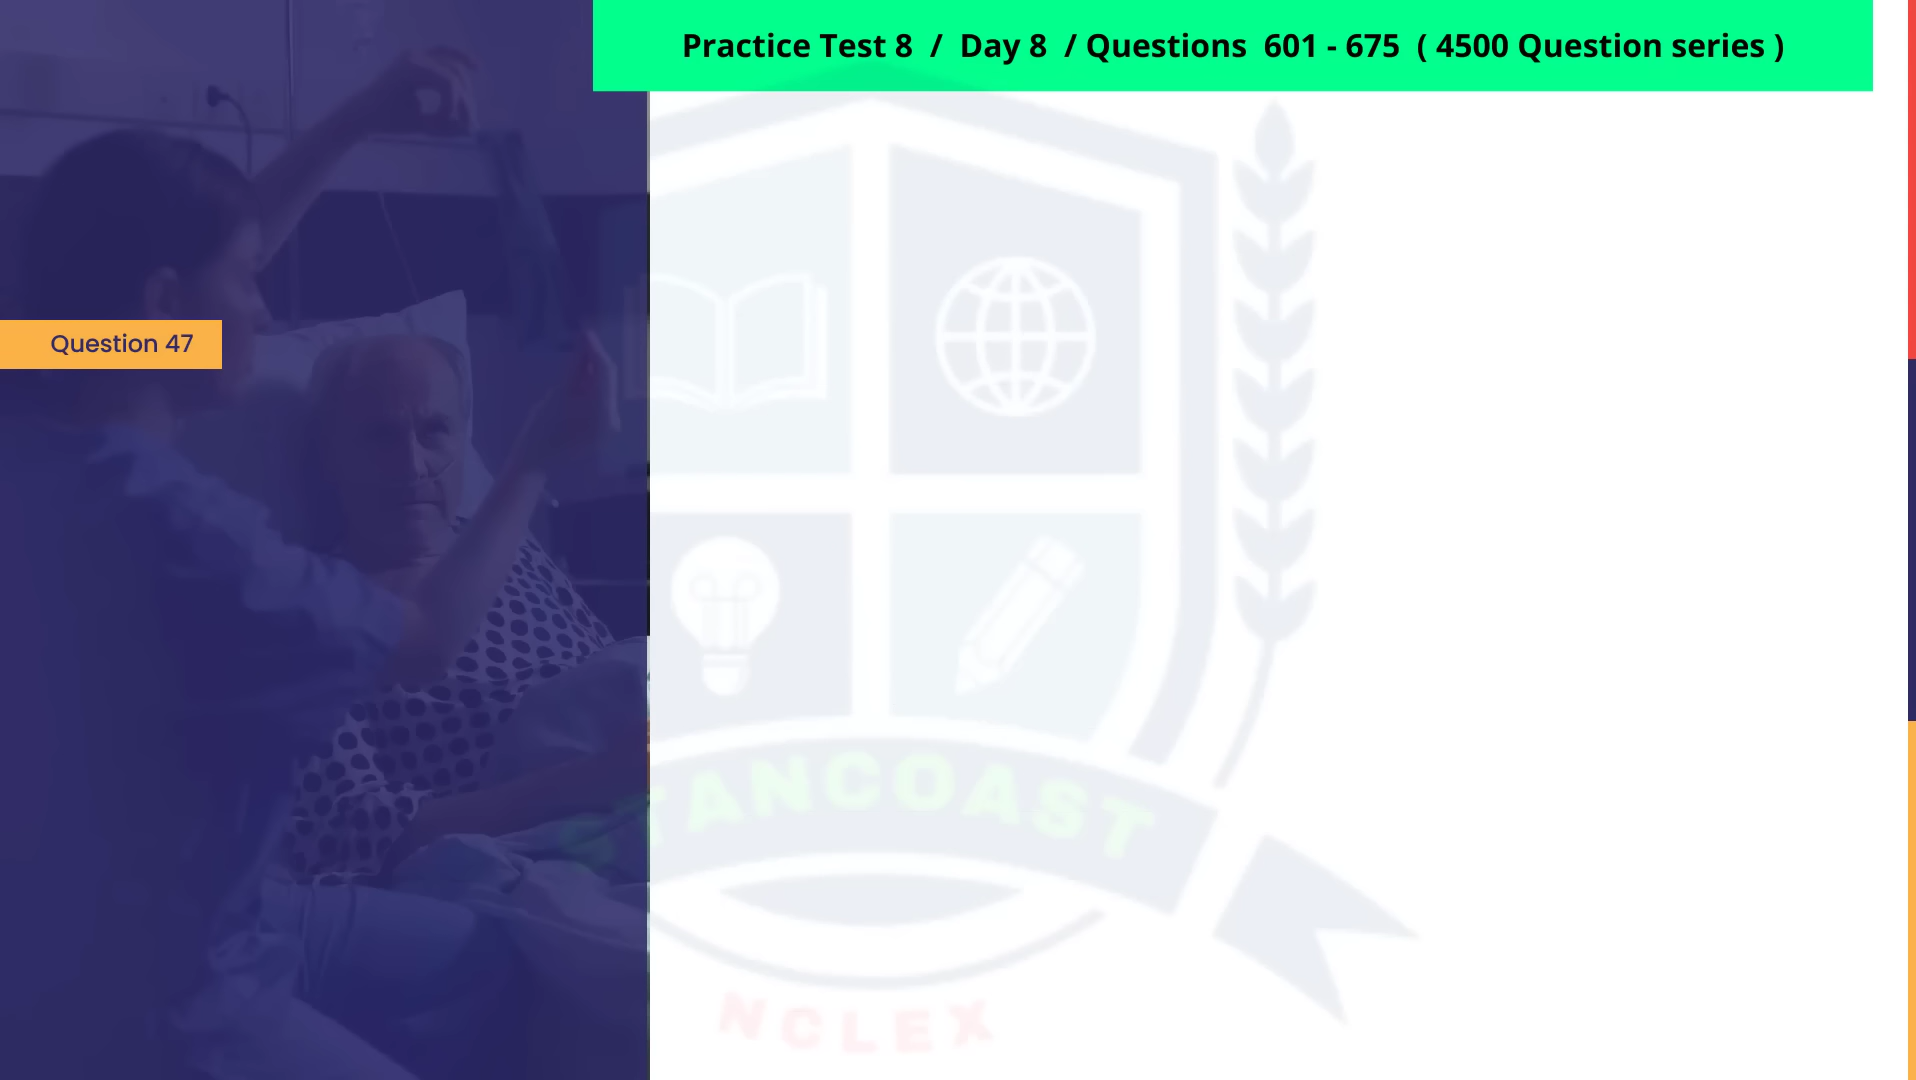 Practice Test 8 / Day 8 / Questions 601 - 675 ( 4500 Question series )
Question 47
TANCOAST
NCLEX